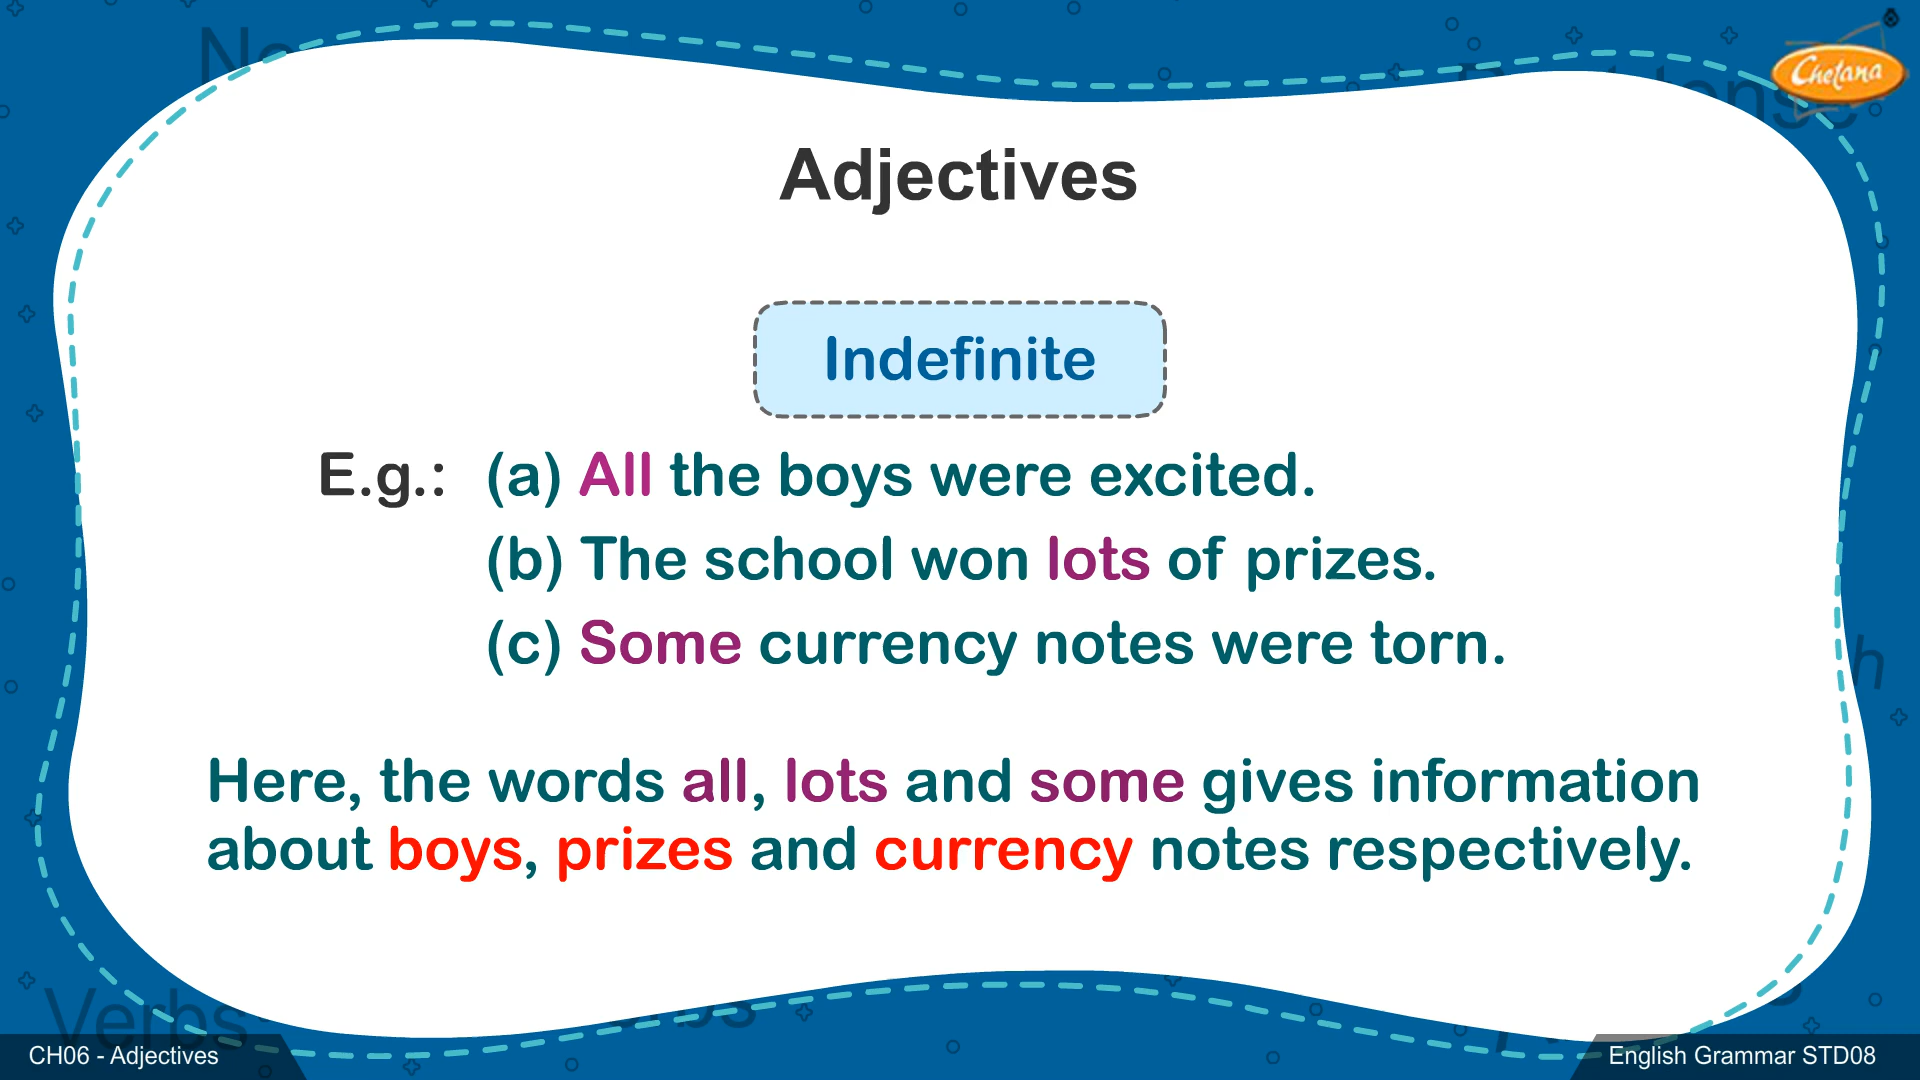 Chetana
Adjectives
Indefinite
E.g.: (a) All the boys were excited.
(b) The school won lots of prizes.
(c) Some currency notes were torn.
Here, the words all, lots and some gives information
about boys, prizes and currency notes respectively.
Verbs
CH06 - Adjectives
English Grammar STD08